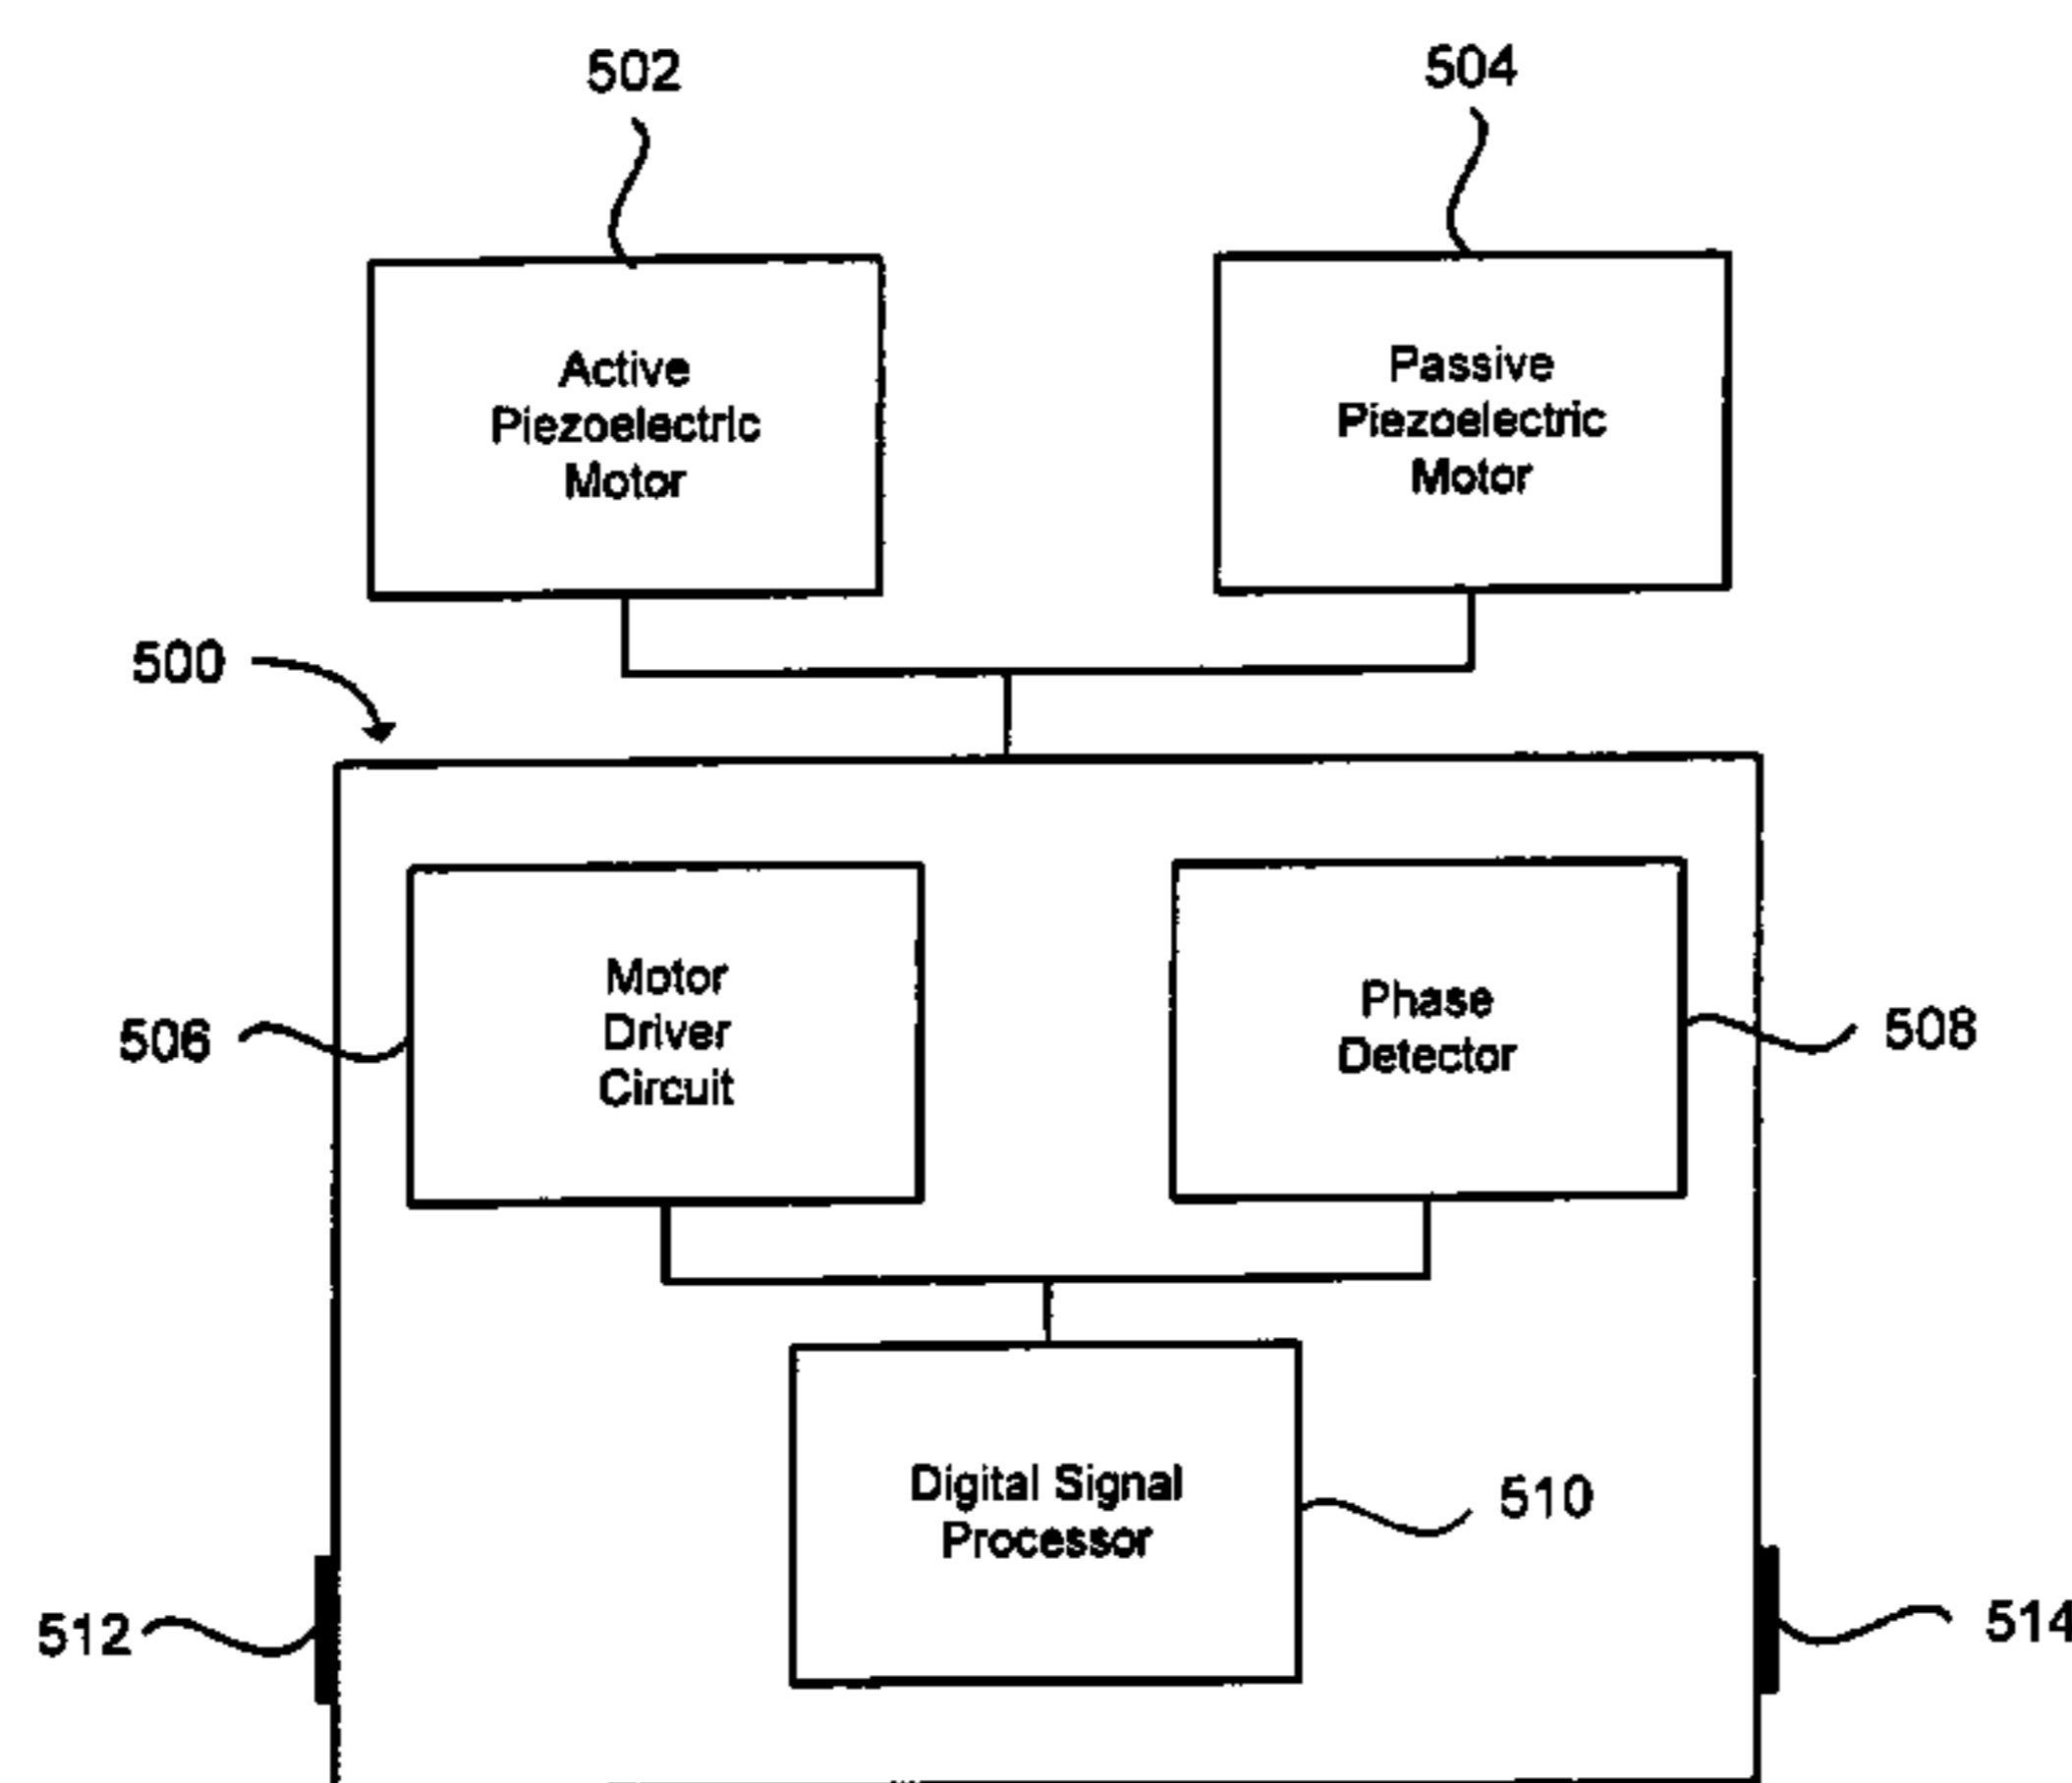 502
504
Active
Piezoelectric
Motor
Passive
Piezoelectric
Motor
500
Motor
Driver
Circuit
Phase
Detector
506
508
Digital Signal
Processor
510
512
514